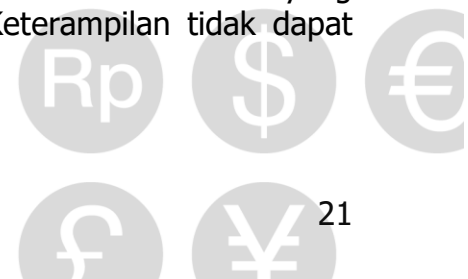 Keterampilan tidak dapat
Rp $ €
21
£ ¥